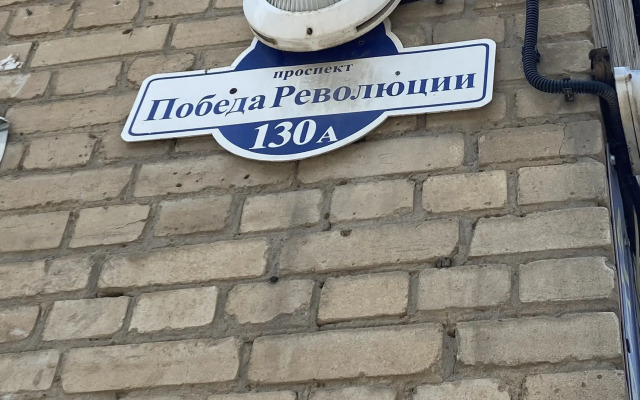 проспект
Победа Революции
130А